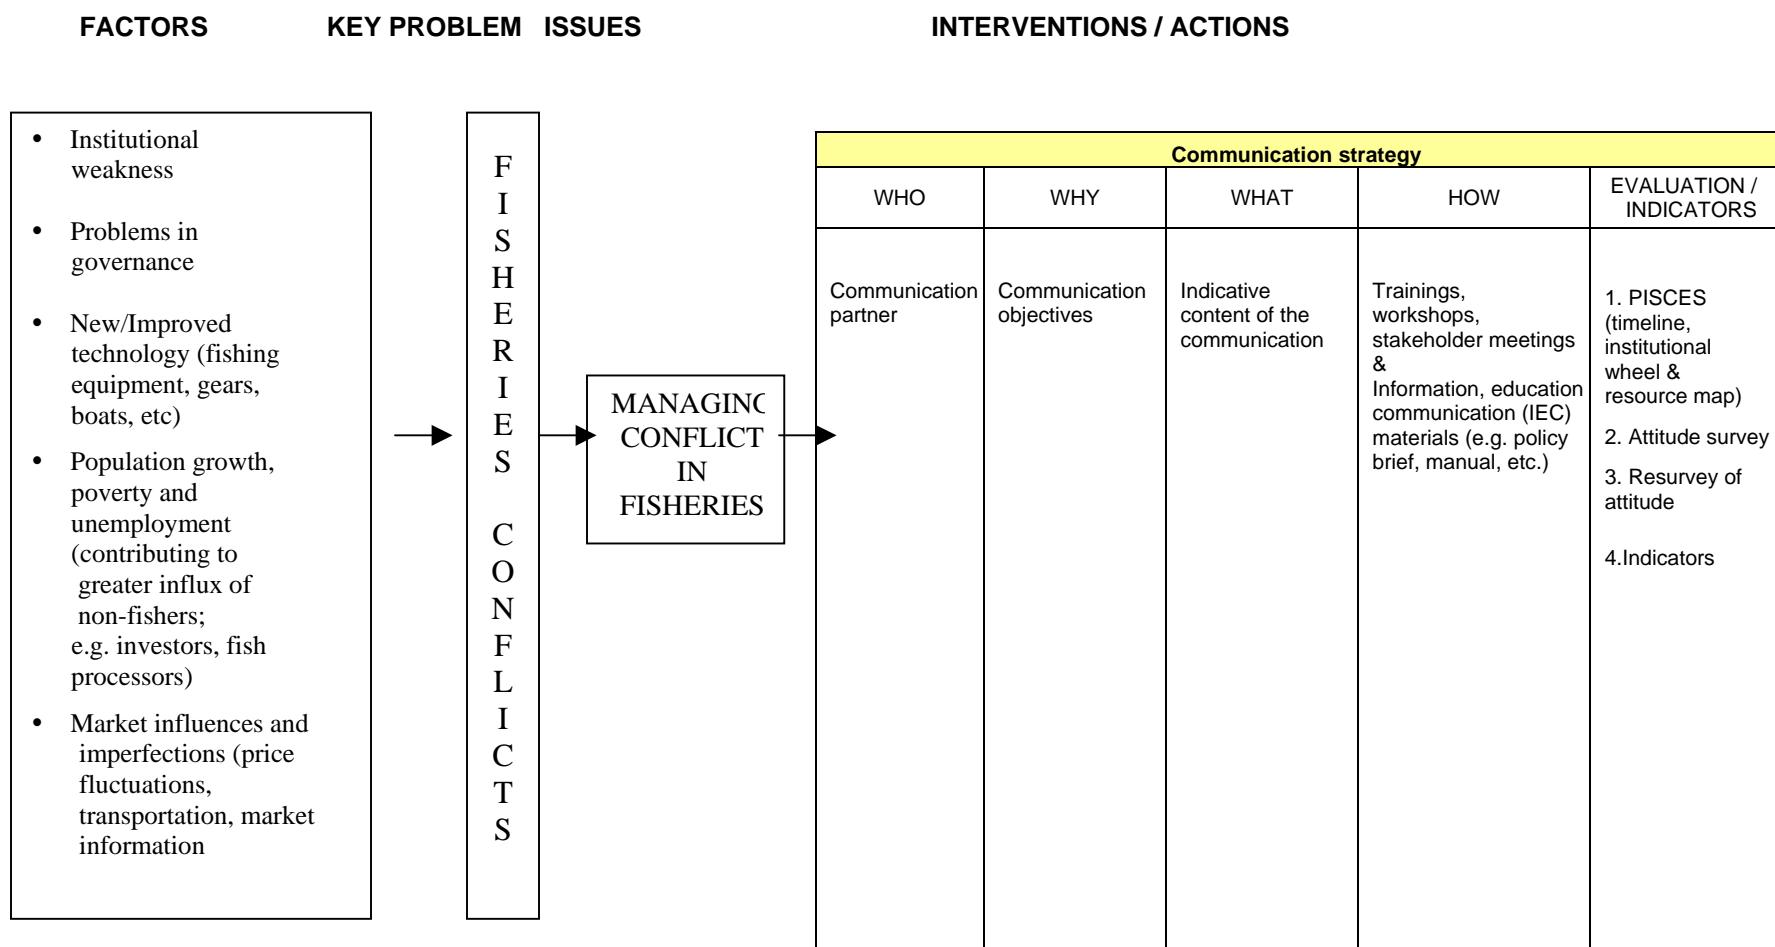 FACTORS
KEY PROBLEM ISSUES
INTERVENTIONS / ACTIONS
• Institutional
weakness
• Problems in
governance
• New/Improved
technology (fishing
equipment, gears,
boats, etc)
• Population growth,
poverty and
unemployment
(contributing to
greater influx of
non-fishers;
e.g. investors, fish
processors)
• Market influences and
imperfections (price
fluctuations,
transportation, market
information
F
I
S
H
E
R
I
E
S
C
O
N
F
L
I
C
T
S
MANAGING
CONFLICT
IN
FISHERIES
Communication strategy
WHO
WHY
WHAT
HOW
EVALUATION /
INDICATORS
Communication
partner
Communication
objectives
Indicative
content of the
communication
Trainings,
workshops,
stakeholder meetings
&
Information, education
communication (IEC)
materials (e.g. policy
brief, manual, etc.)
1. PISCES
(timeline,
institutional
wheel &
resource map)
2. Attitude survey
3. Resurvey of
attitude
4.Indicators